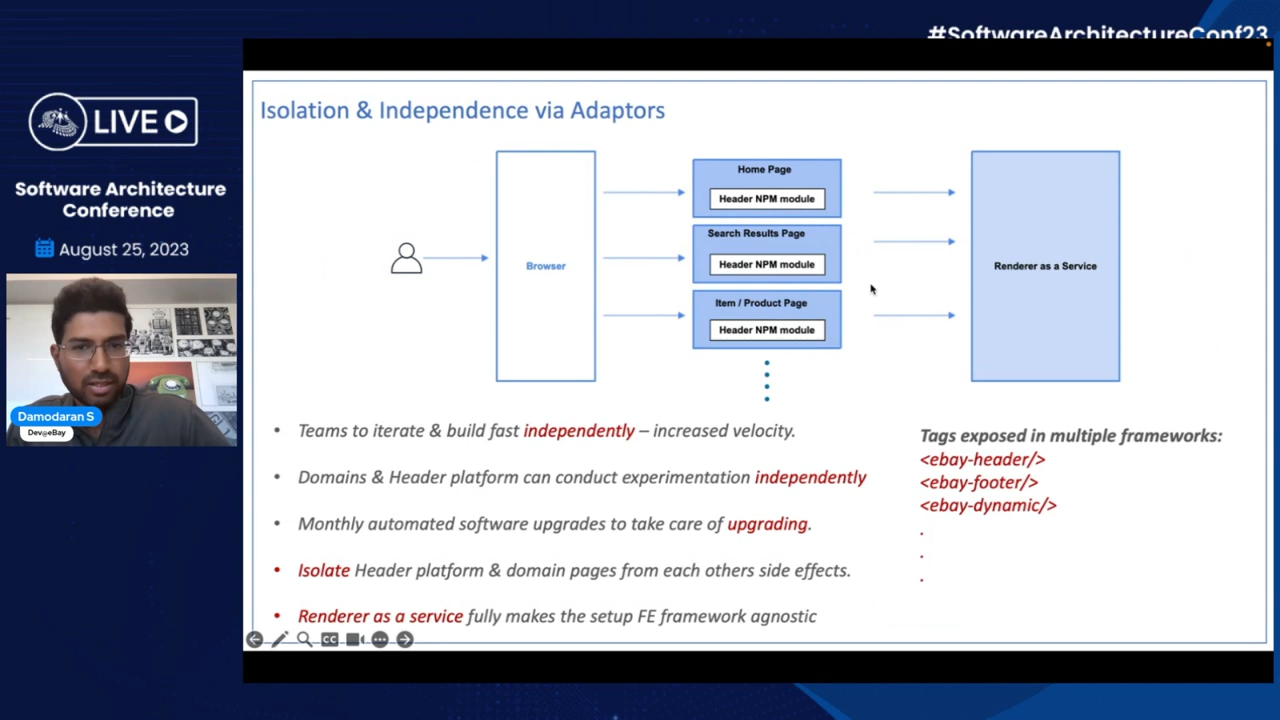 #SoftwareArchitectureConf23
LIVE
Software Architecture
Conference
August 25, 2023
Damodaran S
Dev@eBay
Isolation & Independence via Adaptors
Browser
Home Page
Header NPM module
Search Results Page
Header NPM module
Item / Product Page
Header NPM module
Renderer as a Service
• Teams to iterate & build fast independently – increased velocity.
• Domains & Header platform can conduct experimentation independently
• Monthly automated software upgrades to take care of upgrading.
• Isolate Header platform & domain pages from each others side effects.
• Renderer as a service fully makes the setup FE framework agnostic
Tags exposed in multiple frameworks:
<ebay-header/>
<ebay-footer/>
<ebay-dynamic/>
.
.
.
CC